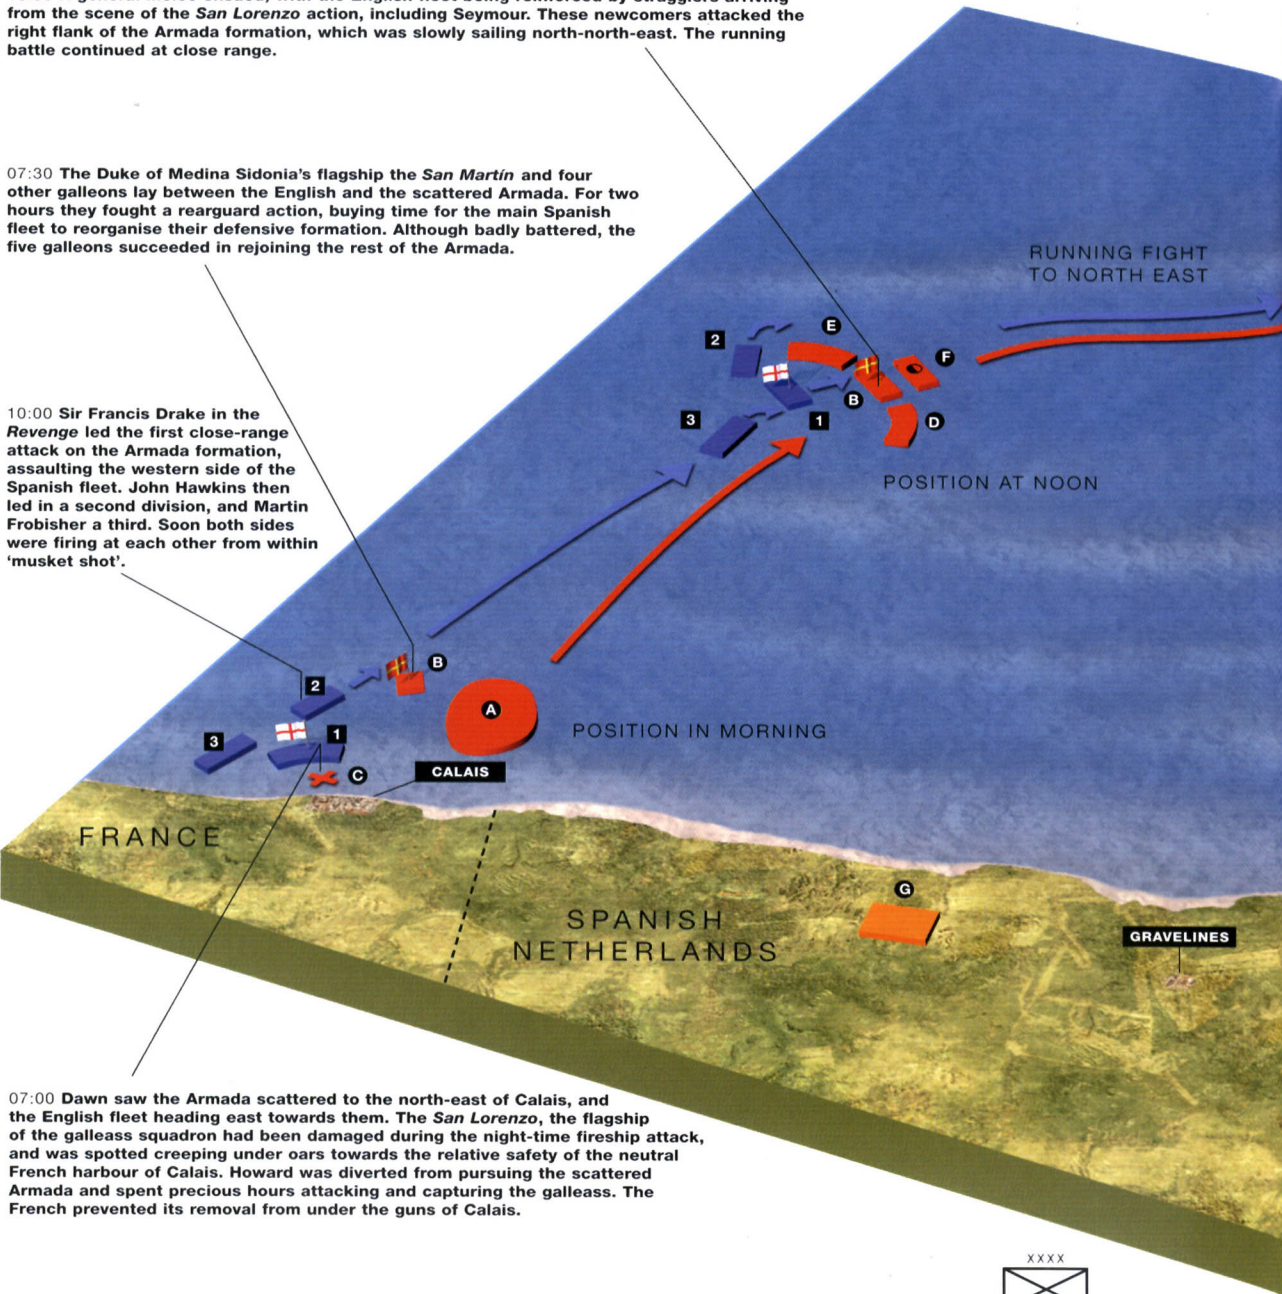 from the scene of the San Lorenzo action, including Seymour. These newcomers attacked the
right flank of the Armada formation, which was slowly sailing north-north-east. The running
battle continued at close range.
07:30 The Duke of Medina Sidonia's flagship the San Martín and four
other galleons lay between the English and the scattered Armada. For two
hours they fought a rearguard action, buying time for the main Spanish
fleet to reorganise their defensive formation. Although badly battered, the
five galleons succeeded in rejoining the rest of the Armada.
RUNNING FIGHT
TO NORTH EAST
E
2
F
B
3
1
D
POSITION AT NOON
10:00 Sir Francis Drake in the
Revenge led the first close-range
attack on the Armada formation,
assaulting the western side of the
Spanish fleet. John Hawkins then
led in a second division, and Martin
Frobisher a third. Soon both sides
were firing at each other from within
‘musket shot’.
B
2
A
POSITION IN MORNING
3
1
C
CALAIS
FRANCE
G
SPANISH
NETHERLANDS
GRAVELINES
07:00 Dawn saw the Armada scattered to the north-east of Calais, and
the English fleet heading east towards them. The San Lorenzo, the flagship
of the galleass squadron had been damaged during the night-time fireship attack,
and was spotted creeping under oars towards the relative safety of the neutral
French harbour of Calais. Howard was diverted from pursuing the scattered
Armada and spent precious hours attacking and capturing the galleass. The
French prevented its removal from under the guns of Calais.
XXXX